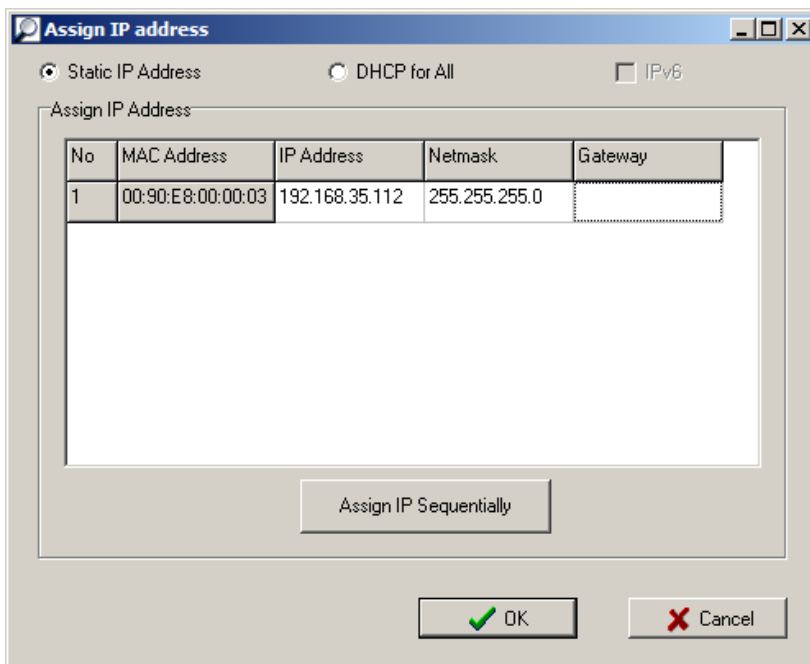 Assign IP address
Static IP Address DHCP for All IPv6
Assign IP Address
No MAC Address IP Address Netmask Gateway
1 00:90:E8:00:00:03 192.168.35.112 255.255.255.0
Assign IP Sequentially
OK Cancel